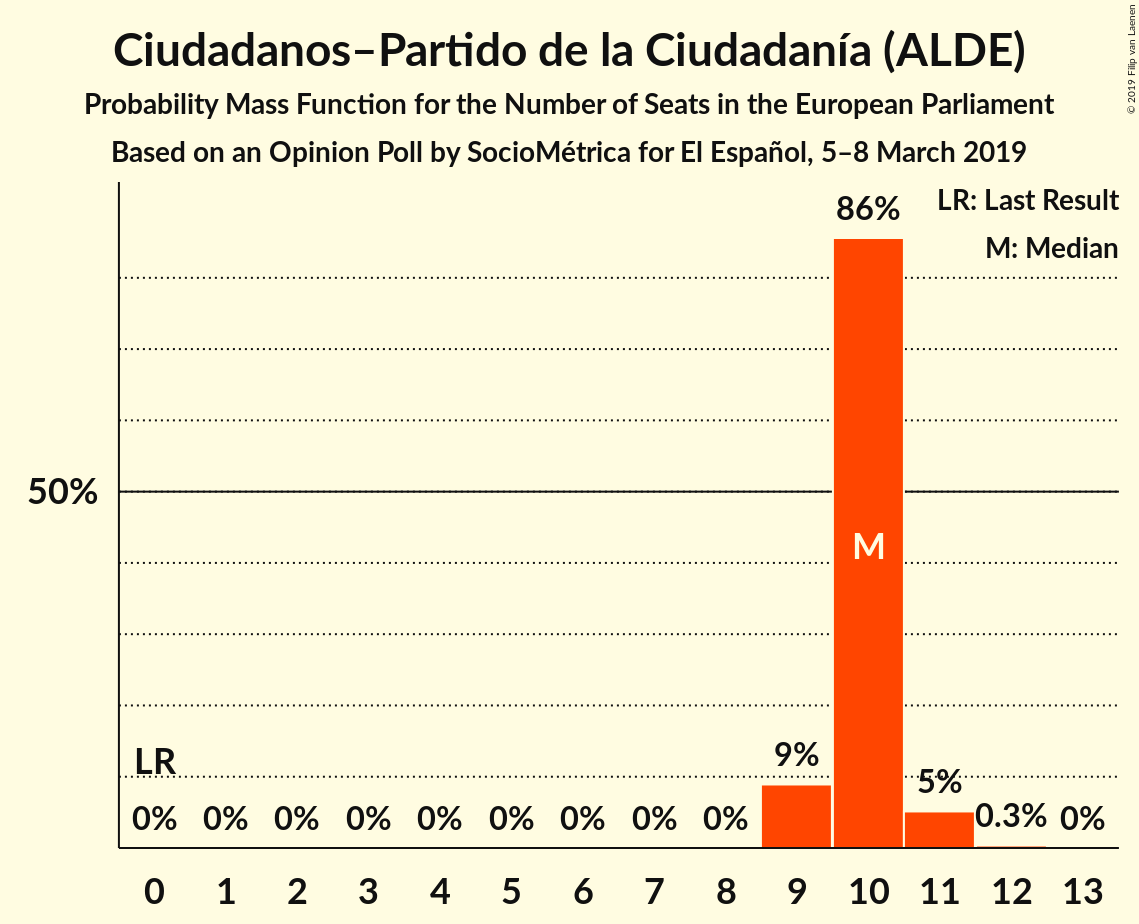 Ciudadanos–Partido de la Ciudadanía (ALDE)
Probability Mass Function for the Number of Seats in the European Parliament
Based on an Opinion Poll by SocioMétrica for El Español, 5–8 March 2019
© 2019 Filip van Laenen
LR: Last Result
M: Median
86%
50%
M
LR
9%
5%
0% 0% 0% 0% 0% 0% 0% 0% 0% 0.3% 0%
0 1 2 3 4 5 6 7 8 9 10 11 12 13